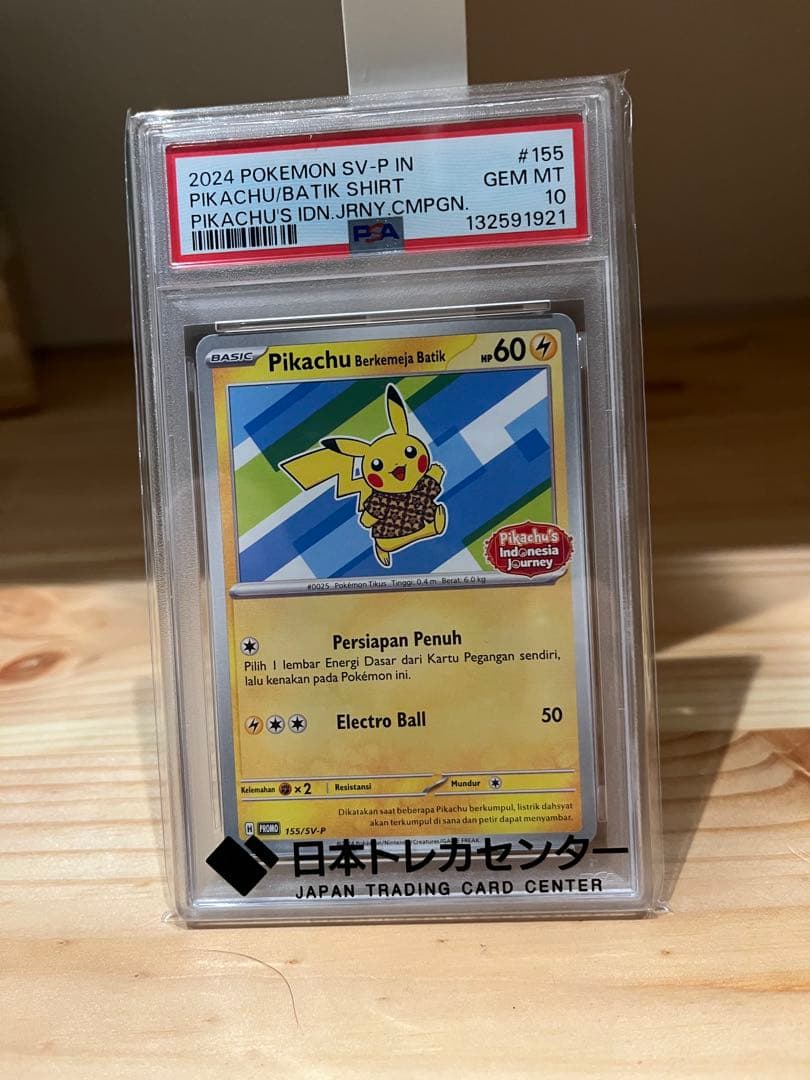 2024 POKEMON SV-P IN #155
PIKACHU/BATIK SHIRT GEM MT
PIKACHU'S IDN.JRNY.CMPGN. 10
PSA 132591921
BASIC Pikachu Berkemeja Batik HP 60
Pikachu's
Indonesia
Journey
#0025 Pokémon Tikus Tinggi: 0.4 m Berat: 6.0 kg
Persiapan Penuh
Pilih 1 lembar Energi Dasar dari Kartu Pegangan sendiri,
lalu kenakan pada Pokémon ini.
Electro Ball 50
Kelemahan ×2 Resistansi Mundur
Dikatakan saat beberapa Pikachu berkumpul, listrik dahsyat
akan terkumpul di sana dan petir dapat menyambar.
H PROMO 155/SV-P
日本トレカセンター
JAPAN TRADING CARD CENTER